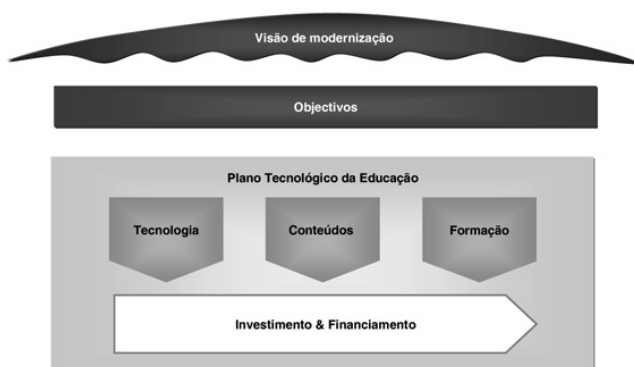 Visão de modernização
Objectivos
Plano Tecnológico da Educação
Tecnologia
Conteúdos
Formação
Investimento & Financiamento